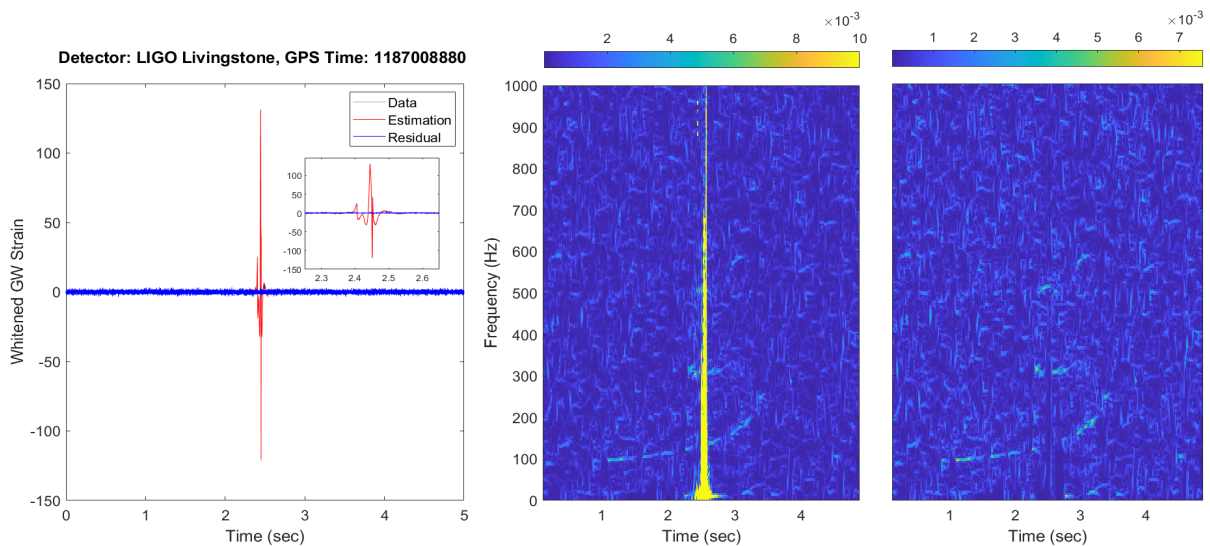 Detector: LIGO Livingstone, GPS Time: 1187008880
Whitened GW Strain
150
100
50
0
-50
-100
-150
0 1 2 3 4 5
Time (sec)
Data
Estimation
Residual
100
50
0
-50
-100
-150
2.3 2.4 2.5 2.6
×10-3
2 4 6 8 10
Frequency (Hz)
1000
900
800
700
600
500
400
300
200
100
0
1 2 3 4
Time (sec)
×10-3
1 2 3 4 5 6 7
1 2 3 4
Time (sec)